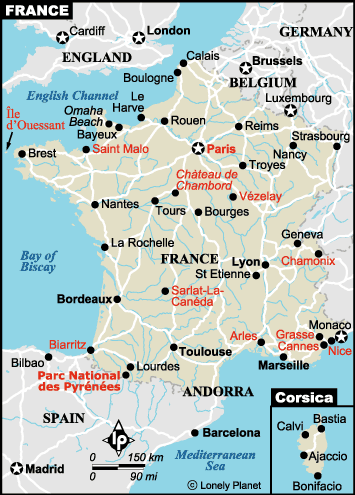 FRANCE
Cardiff
London
GERMANY
ENGLAND
Calais
Brussels
Boulogne
BELGIUM
English Channel
Le
Harve
Luxembourg
Île
d'Ouessant
Omaha
Beach
Rouen
Reims
Bayeux
Strasbourg
Brest
Saint Malo
Paris
Nancy
Troyes
Château de
Chambord
Vézelay
Nantes
Tours
Bourges
Bay of
Biscay
La Rochelle
FRANCE
Geneva
Lyon
Chamonix
St Etienne
Sarlat-La-
Canéda
Bordeaux
Monaco
Grasse
Cannes
Nice
Arles
Biarritz
Toulouse
Marseille
Bilbao
Lourdes
Parc National
des Pyrénées
ANDORRA
SPAIN
Corsica
Bastia
Calvi
Ajaccio
Bonifacio
lp
Barcelona
0 150 km
0 90 mi
Mediterranean
Sea
Madrid
© Lonely Planet